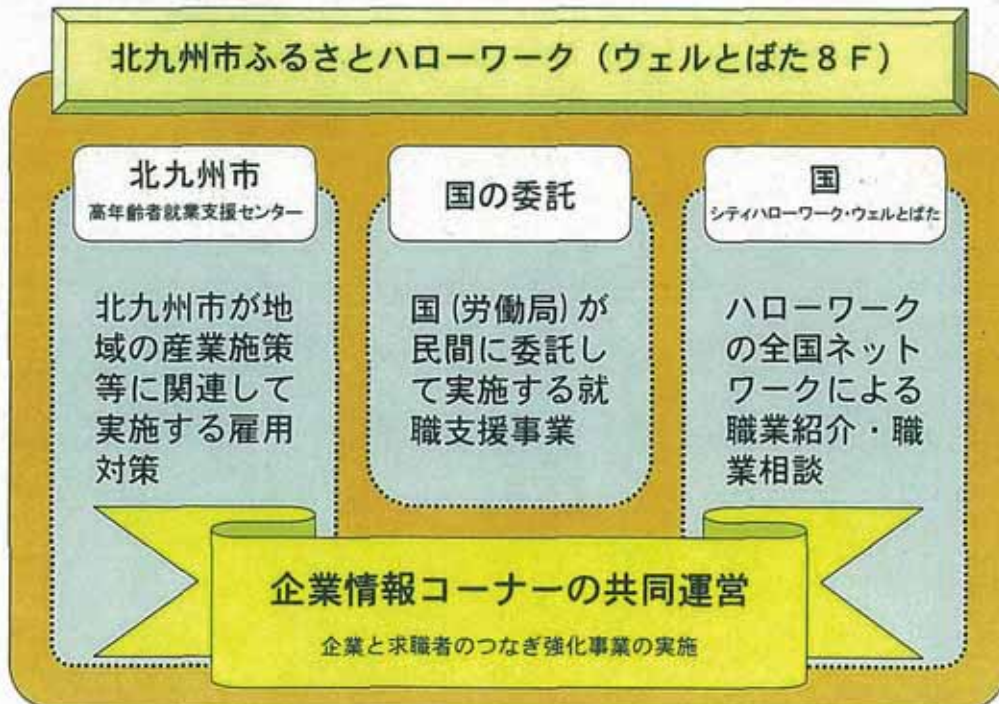 北九州市ふるさとハローワーク（ウェルとばた８Ｆ）
北九州市
高年齢者就業支援センター
北九州市が地
域の産業施策
等に関連して
実施する雇用
対策
国の委託
国(労働局)が
民間に委託し
て実施する就
職支援事業
国
シティハローワーク・ウェルとばた
ハローワーク
の全国ネット
ワークによる
職業紹介・職
業相談
企業情報コーナーの共同運営
企業と求職者のつなぎ強化事業の実施